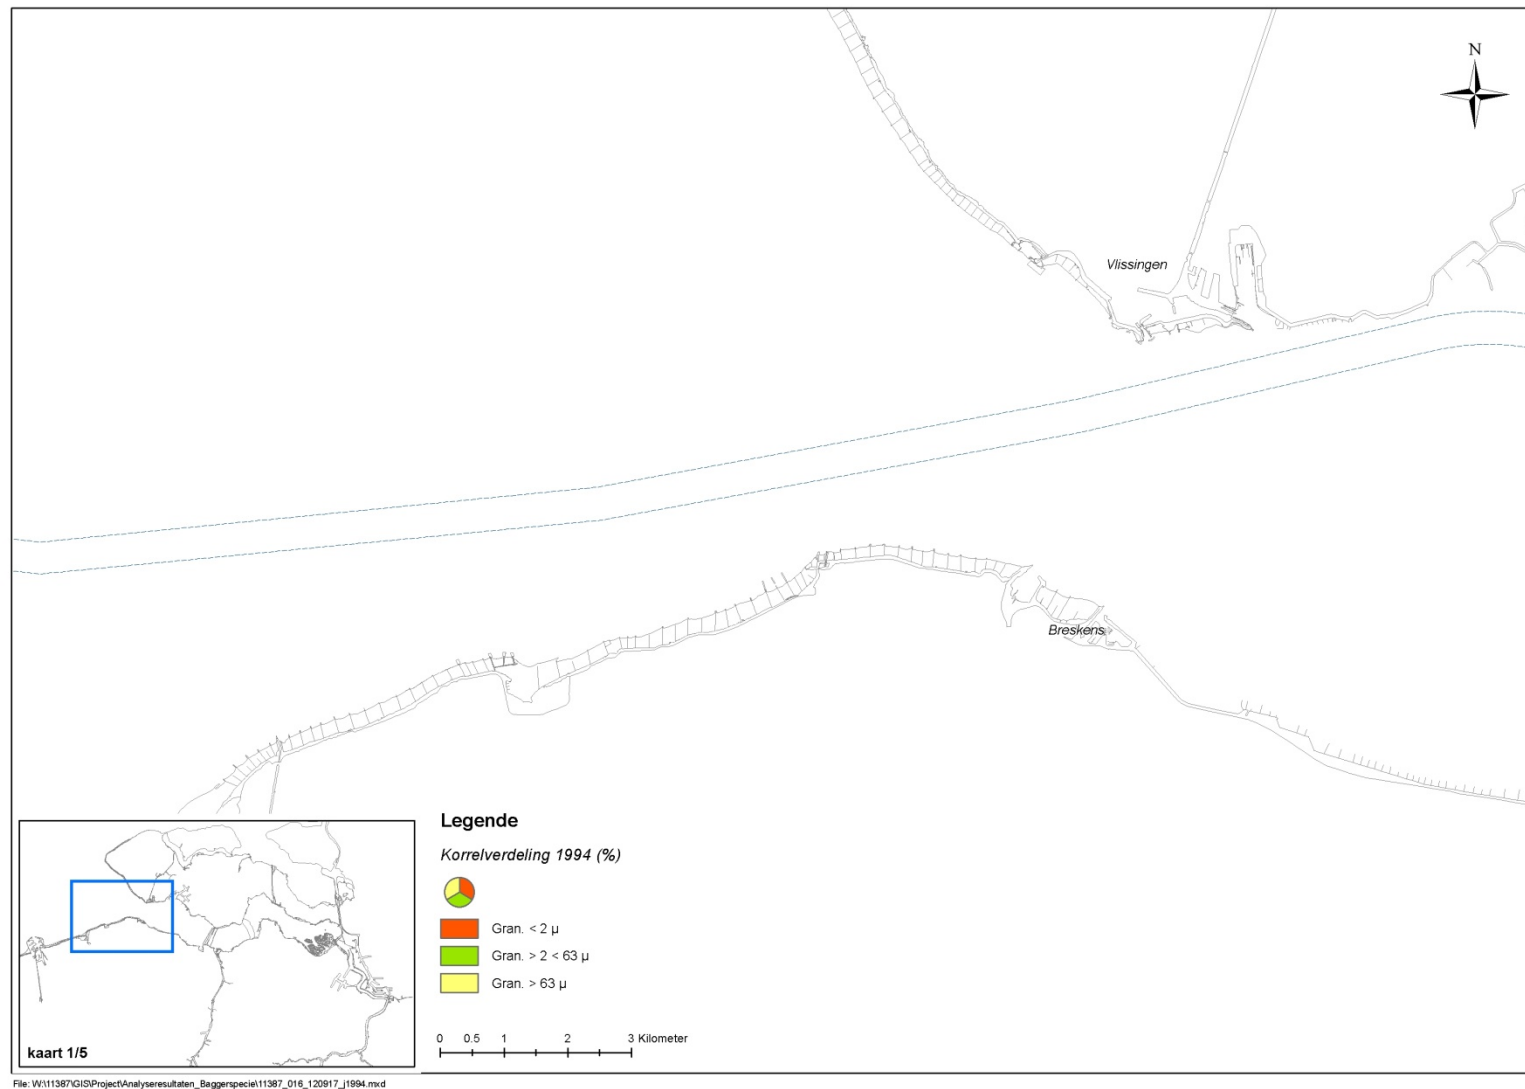 N
Vlissingen
Breskens
Legende
Korrelverdeling 1994 (%)
Gran. < 2 µ
Gran. > 2 < 63 µ
Gran. > 63 µ
0 0.5 1 2 3 Kilometer
kaart 1/5
File: W:\11387\GIS\Project\Analyseresultaten_Baggerspecie\11387_016_120917_j1994.mxd